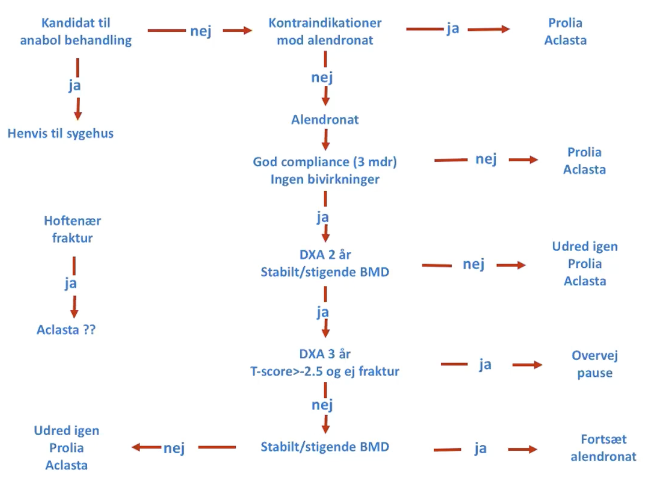 Kandidat til
anabol behandling
nej
Kontraindikationer
mod alendronat
ja
Prolia
Aclasta
ja
nej
Henvis til sygehus
Alendronat
God compliance (3 mdr)
Ingen bivirkninger
nej
Prolia
Aclasta
ja
Hoftenær
fraktur
DXA 2 år
Stabilt/stigende BMD
nej
Udred igen
Prolia
Aclasta
ja
ja
Aclasta ??
DXA 3 år
T-score>-2.5 og ej fraktur
ja
Overvej
pause
nej
Udred igen
Prolia
Aclasta
nej
Stabilt/stigende BMD
ja
Fortsæt
alendronat